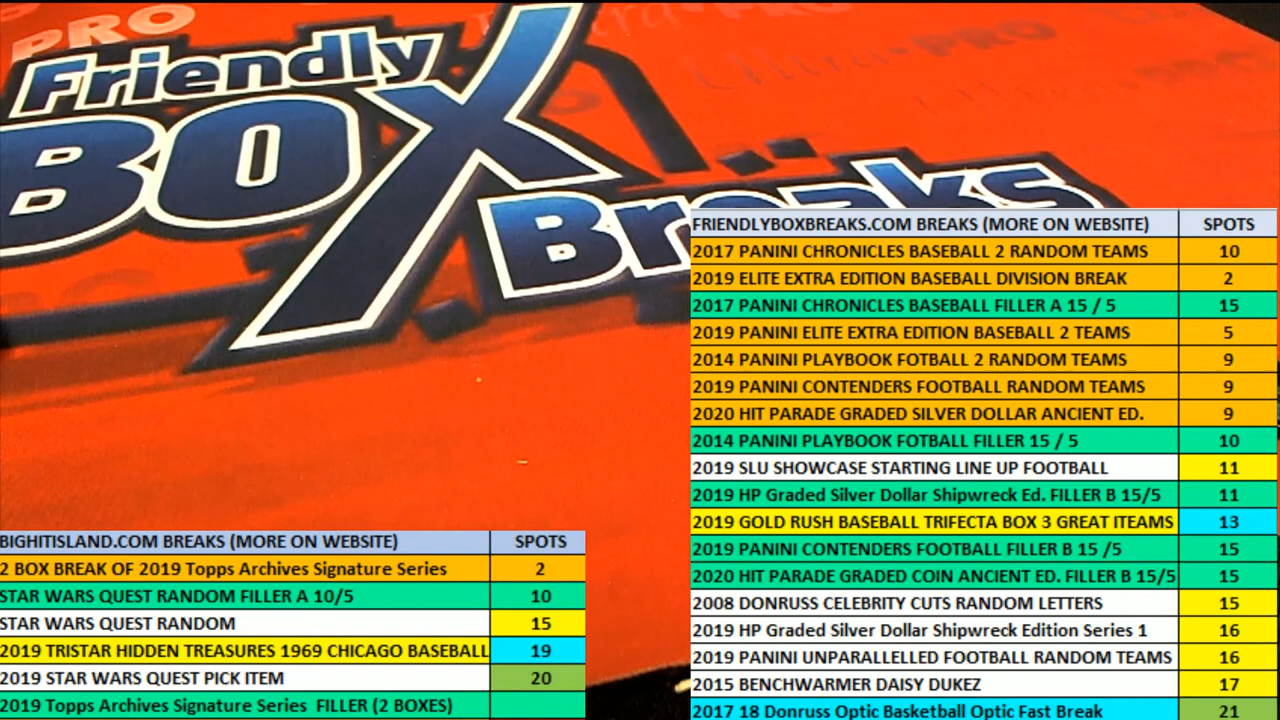 PRO
Friendly
BOX
Breaks
FRIENDLYBOXBREAKS.COM BREAKS (MORE ON WEBSITE) SPOTS
2017 PANINI CHRONICLES BASEBALL 2 RANDOM TEAMS 10
2019 ELITE EXTRA EDITION BASEBALL DIVISION BREAK 2
2017 PANINI CHRONICLES BASEBALL FILLER A 15 / 5 15
2019 PANINI ELITE EXTRA EDITION BASEBALL 2 TEAMS 5
2014 PANINI PLAYBOOK FOTBALL 2 RANDOM TEAMS 9
2019 PANINI CONTENDERS FOOTBALL RANDOM TEAMS 9
2020 HIT PARADE GRADED SILVER DOLLAR ANCIENT ED. 9
2014 PANINI PLAYBOOK FOTBALL FILLER 15 / 5 10
2019 SLU SHOWCASE STARTING LINE UP FOOTBALL 11
2019 HP Graded Silver Dollar Shipwreck Ed. FILLER B 15/5 11
2019 GOLD RUSH BASEBALL TRIFECTA BOX 3 GREAT ITEAMS 13
2019 PANINI CONTENDERS FOOTBALL FILLER B 15 /5 15
2020 HIT PARADE GRADED COIN ANCIENT ED. FILLER B 15/5 15
2008 DONRUSS CELEBRITY CUTS RANDOM LETTERS 15
2019 HP Graded Silver Dollar Shipwreck Edition Series 1 16
2019 PANINI UNPARALLELLED FOOTBALL RANDOM TEAMS 16
2015 BENCHWARMER DAISY DUKEZ 17
2017 18 Donruss Optic Basketball Optic Fast Break 21
BIGHITISLAND.COM BREAKS (MORE ON WEBSITE) SPOTS
2 BOX BREAK OF 2019 Topps Archives Signature Series 2
STAR WARS QUEST RANDOM FILLER A 10/5 10
STAR WARS QUEST RANDOM 15
2019 TRISTAR HIDDEN TREASURES 1969 CHICAGO BASEBALL 19
2019 STAR WARS QUEST PICK ITEM 20
2019 Topps Archives Signature Series FILLER (2 BOXES)